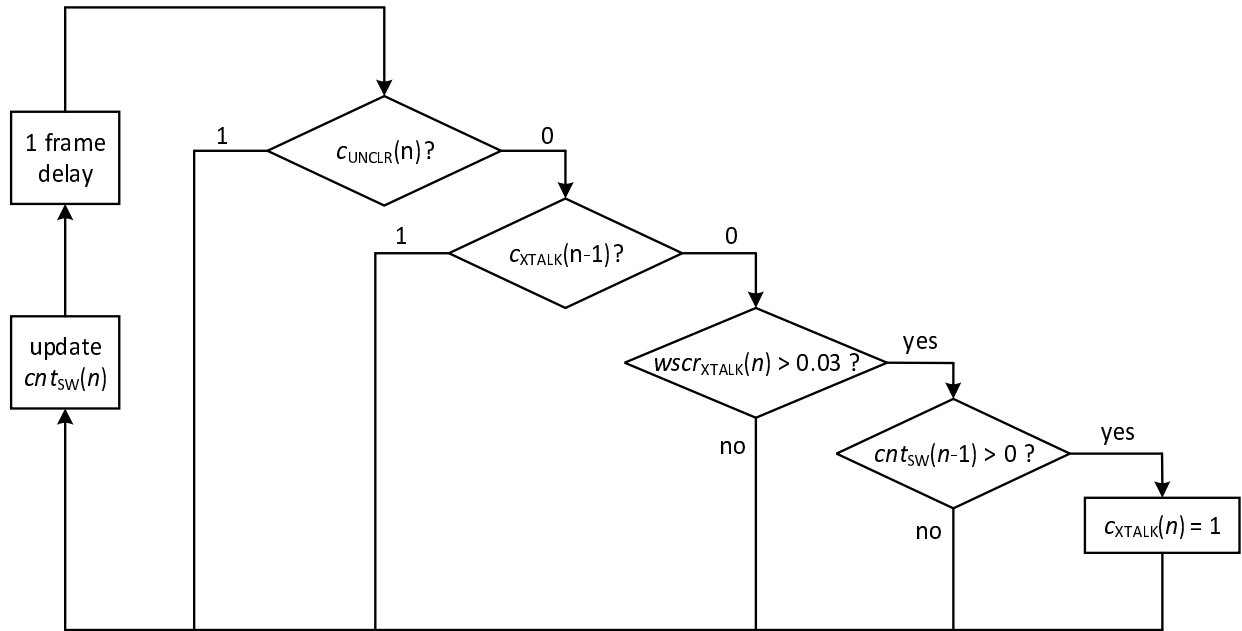 1 frame
delay
1
c_UNCLR(n)?
0
1
c_XTALK(n-1)?
0
update
cnt_SW(n)
wscr_XTALK(n) > 0.03 ?
yes
no
cnt_SW(n-1) > 0 ?
yes
no
c_XTALK(n) = 1